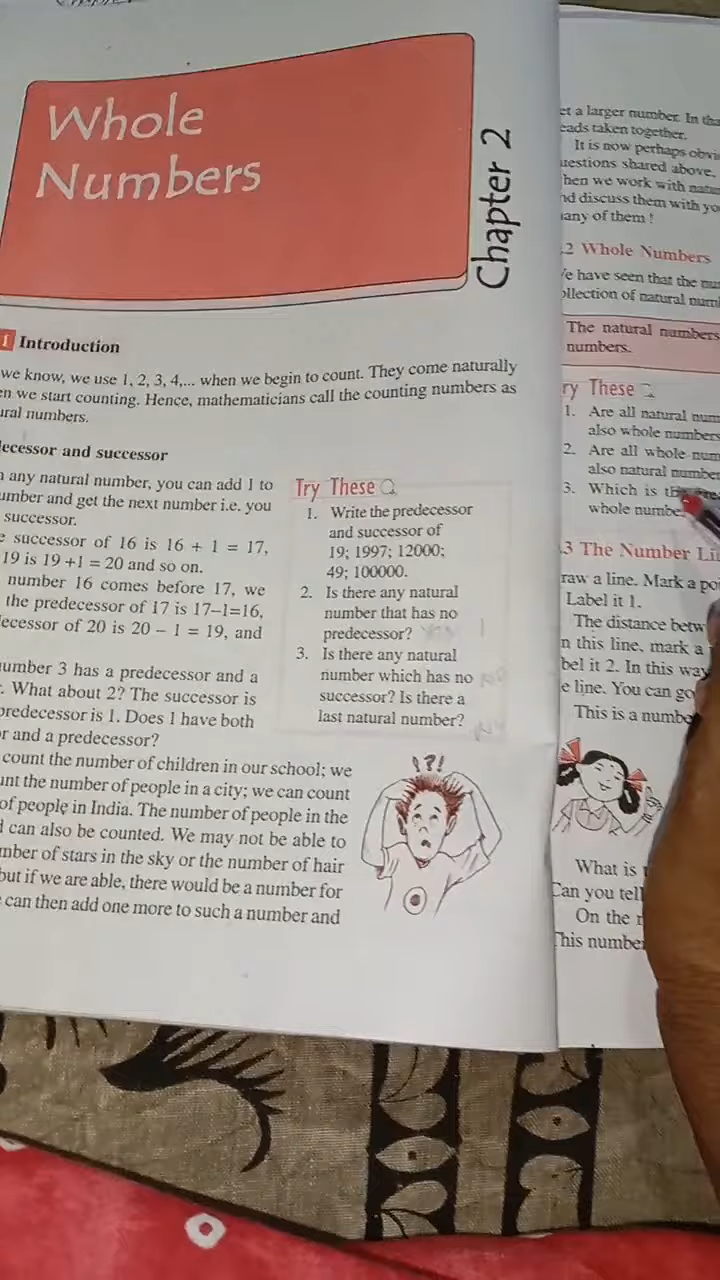 Whole
Numbers
Chapter 2
1 Introduction
we know, we use 1, 2, 3, 4,... when we begin to count. They come naturally
en we start counting. Hence, mathematicians call the counting numbers as
ural numbers.
ecessor and successor
any natural number, you can add 1 to
umber and get the next number i.e. you
successor.
successor of 16 is 16 + 1 = 17,
19 is 19 +1 = 20 and so on.
number 16 comes before 17, we
the predecessor of 17 is 17–1=16,
ecessor of 20 is 20 – 1 = 19, and
umber 3 has a predecessor and a
. What about 2? The successor is
predecessor is 1. Does 1 have both
r and a predecessor?
count the number of children in our school; we
unt the number of people in a city; we can count
of people in India. The number of people in the
d can also be counted. We may not be able to
mber of stars in the sky or the number of hair
but if we are able, there would be a number for
can then add one more to such a number and
Try These
1. Write the predecessor
and successor of
19; 1997; 12000;
49; 100000.
2. Is there any natural
number that has no
predecessor?
3. Is there any natural
number which has no
successor? Is there a
last natural number?
!?!
et a larger number. In tha
eads taken together.
It is now perhaps obvi
uestions shared above.
hen we work with natu
nd discuss them with yo
any of them !
.2 Whole Numbers
e have seen that the nu
ollection of natural num
The natural numbers
numbers.
ry These
1. Are all natural num
also whole numbers
2. Are all whole num
also natural number
3. Which is the
whole number
.3 The Number Li
raw a line. Mark a po
Label it 1.
The distance betw
n this line, mark a
bel it 2. In this way
e line. You can go
This is a numbe
What is
Can you tell
On the
This number